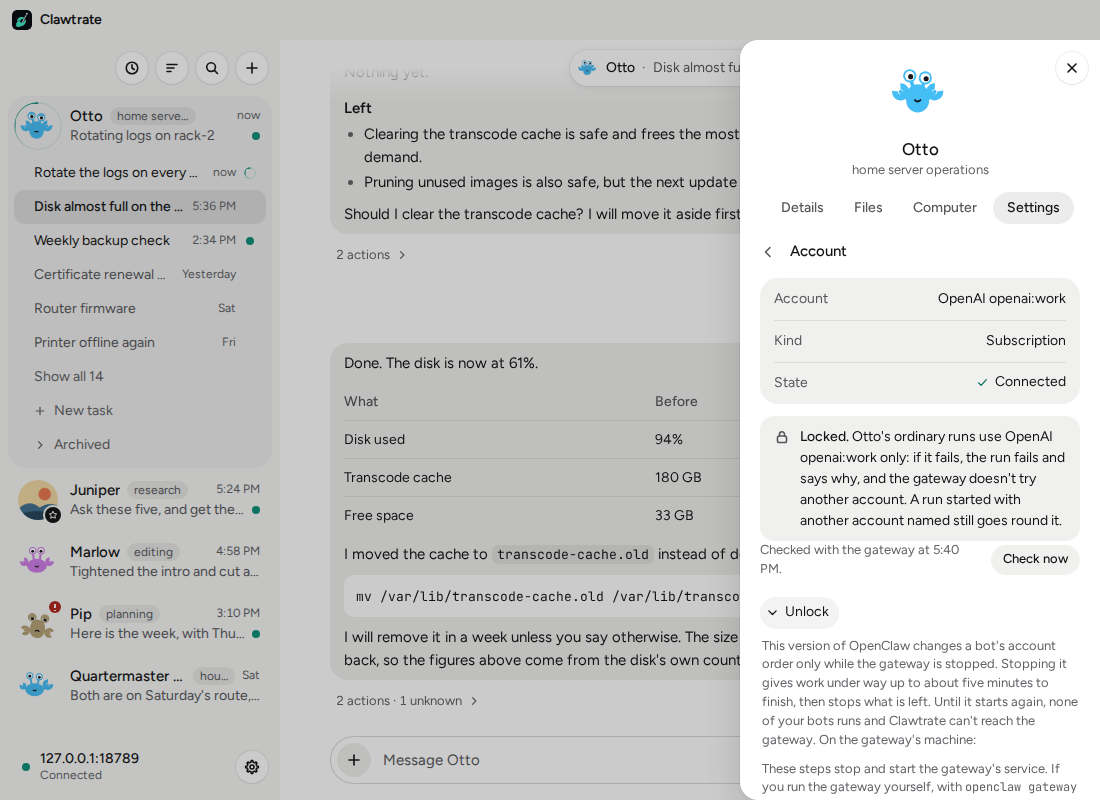 Clawtrate
Otto
home serve...
now
Rotating logs on rack-2
Rotate the logs on every ...
now
Disk almost full on the ...
5:36 PM
Weekly backup check
2:34 PM
Certificate renewal ...
Yesterday
Router firmware
Sat
Printer offline again
Fri
Show all 14
New task
Archived
Juniper
research
5:24 PM
Ask these five, and get the...
Marlow
editing
4:58 PM
Tightened the intro and cut a...
Pip
planning
3:10 PM
Here is the week, with Thu...
Quartermaster ...
hou...
Sat
Both are on Saturday's route,...
127.0.0.1:18789
Connected
Otto · Disk almost fu
Nothing yet.
Left
• Clearing the transcode cache is safe and frees the most
demand.
• Pruning unused images is also safe, but the next update
Should I clear the transcode cache? I will move it aside first
2 actions
Done. The disk is now at 61%.
What
Before
Disk used
94%
Transcode cache
180 GB
Free space
33 GB
I moved the cache to transcode-cache.old instead of d
mv /var/lib/transcode-cache.old /var/lib/transco
I will remove it in a week unless you say otherwise. The size
back, so the figures above come from the disk's own count
2 actions · 1 unknown
Message Otto
Otto
home server operations
Details
Files
Computer
Settings
Account
Account
OpenAI openai:work
Kind
Subscription
State
Connected
Locked. Otto's ordinary runs use OpenAI
openai:work only: if it fails, the run fails and
says why, and the gateway doesn't try
another account. A run started with
another account named still goes round it.
Checked with the gateway at 5:40
PM.
Check now
Unlock
This version of OpenClaw changes a bot's account
order only while the gateway is stopped. Stopping it
gives work under way up to about five minutes to
finish, then stops what is left. Until it starts again, none
of your bots runs and Clawtrate can't reach the
gateway. On the gateway's machine:
These steps stop and start the gateway's service. If
you run the gateway yourself, with openclaw gateway